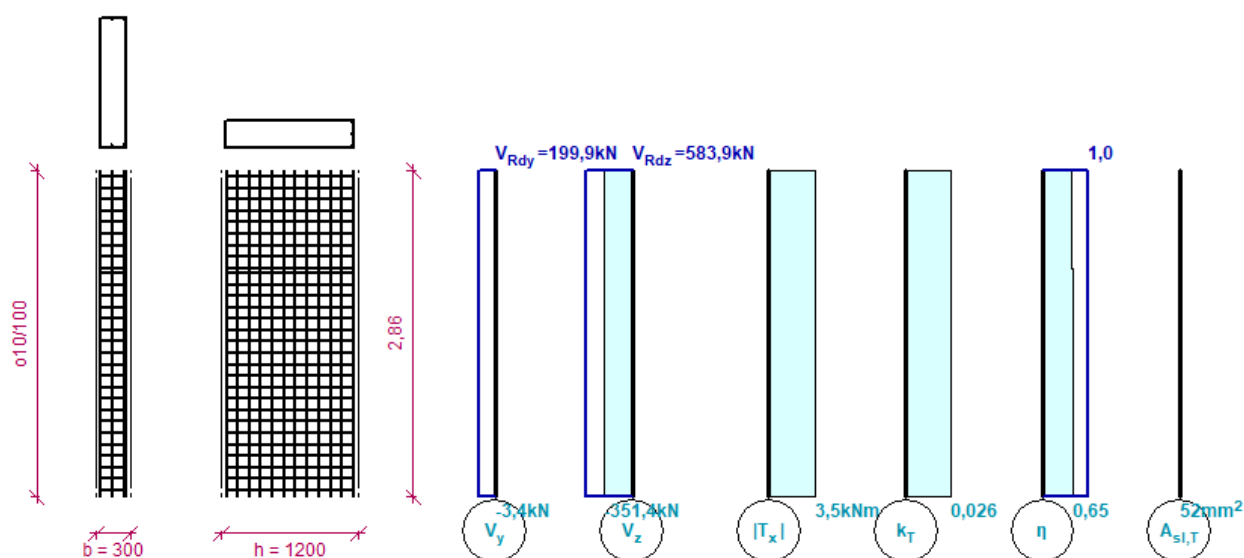 V_Rdy =199,9kN V_Rdz =583,9kN 1,0
o10/100
2,86
-3,4kN -351,4kN 3,5kNm 0,026 0,65 52mm²
V_y V_z |T_x| k_T η A_sl,T
b = 300 h = 1200